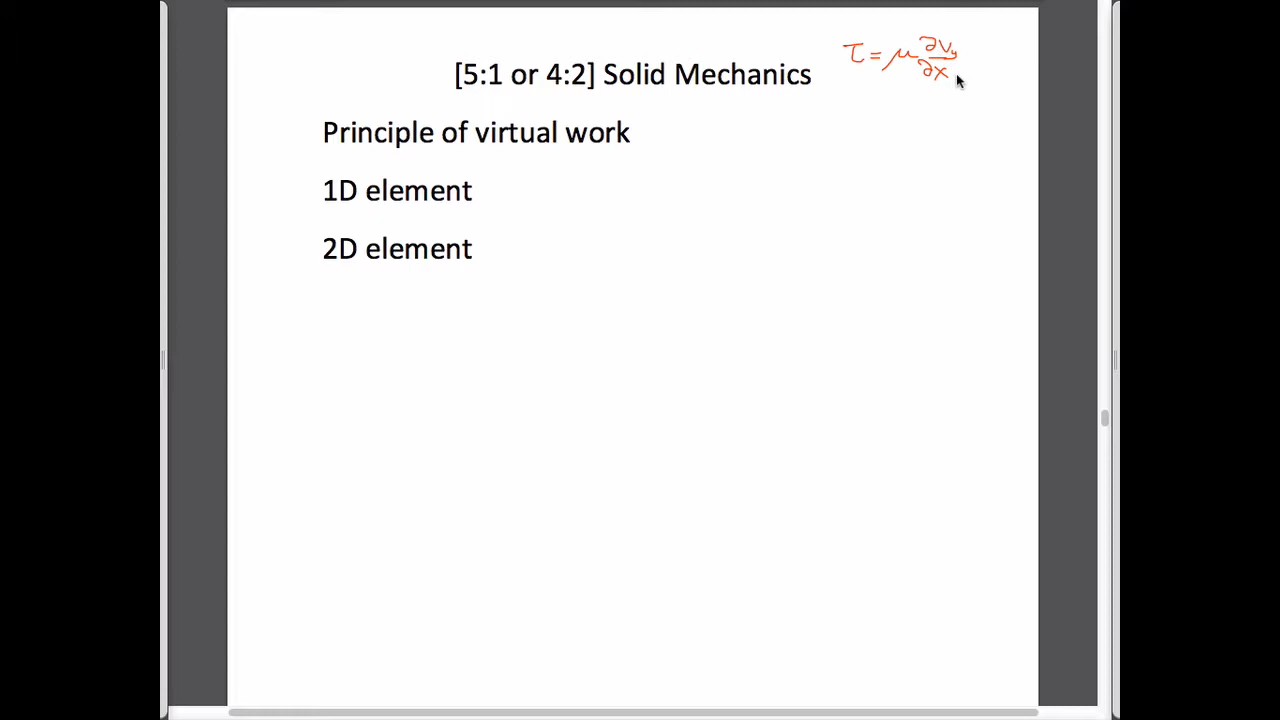 [5:1 or 4:2] Solid Mechanics
τ = μ ∂v_y/∂x
Principle of virtual work
1D element
2D element